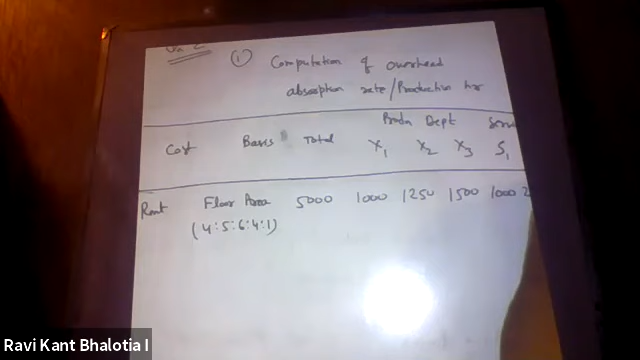 ① Computation of overhead
absorption rate/Production hr
Prodn Dept
Cost Basis Total X1 X2 X3 S1
Rent Floor Area 5000 1000 1250 1500 1000 2
(4:5:6:4:1)
Ravi Kant Bhalotia I